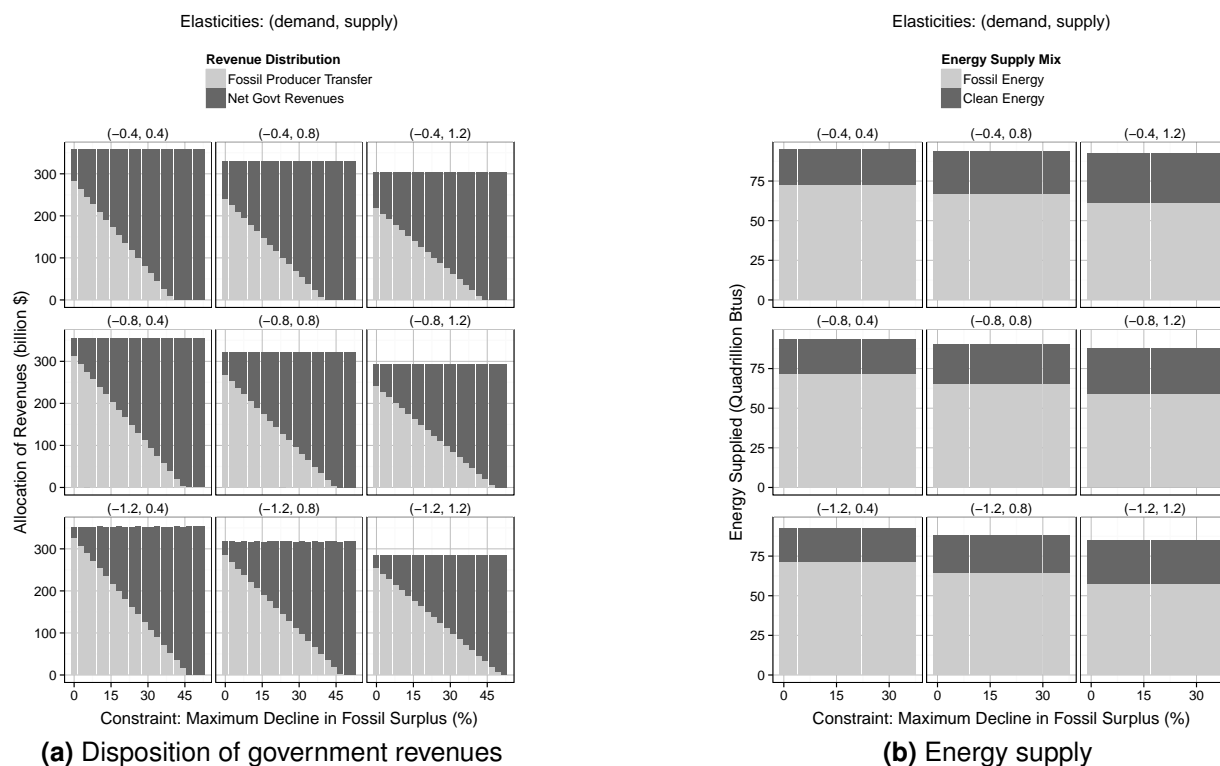 Elasticities: (demand, supply)
Revenue Distribution
Fossil Producer Transfer
Net Govt Revenues
(−0.4, 0.4) (−0.4, 0.8) (−0.4, 1.2)
300
200
100
0
(−0.8, 0.4) (−0.8, 0.8) (−0.8, 1.2)
300
200
100
0
(−1.2, 0.4) (−1.2, 0.8) (−1.2, 1.2)
300
200
100
0
Allocation of Revenues (billion $)
0 15 30 45 0 15 30 45 0 15 30 45
Constraint: Maximum Decline in Fossil Surplus (%)
(a) Disposition of government revenues
Elasticities: (demand, supply)
Energy Supply Mix
Fossil Energy
Clean Energy
(−0.4, 0.4) (−0.4, 0.8) (−0.4, 1.2)
75
50
25
0
(−0.8, 0.4) (−0.8, 0.8) (−0.8, 1.2)
75
50
25
0
(−1.2, 0.4) (−1.2, 0.8) (−1.2, 1.2)
75
50
25
0
Energy Supplied (Quadrillion Btus)
0 30 0 30 0 30
Constraint: Maximum Decline in Fossil Surplus (%)
(b) Energy supply